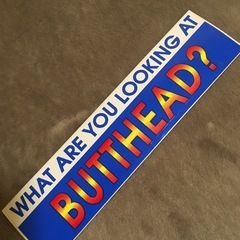 WHAT ARE YOU LOOKING AT
BUTTHEAD?